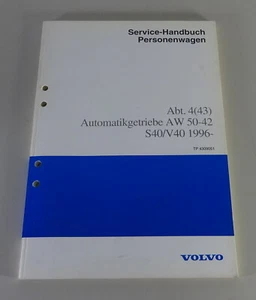 Service-Handbuch
Personenwagen
Abt. 4(43)
Automatikgetriebe AW 50-42
S40/V40 1996-
VOLVO